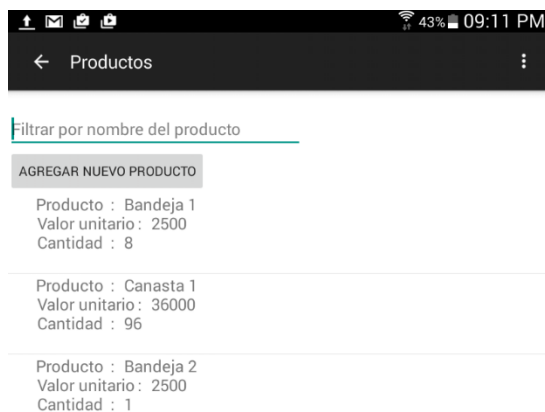 43% 09:11 PM
Productos
Filtrar por nombre del producto
AGREGAR NUEVO PRODUCTO
Producto : Bandeja 1
Valor unitario : 2500
Cantidad : 8
Producto : Canasta 1
Valor unitario : 36000
Cantidad : 96
Producto : Bandeja 2
Valor unitario : 2500
Cantidad : 1